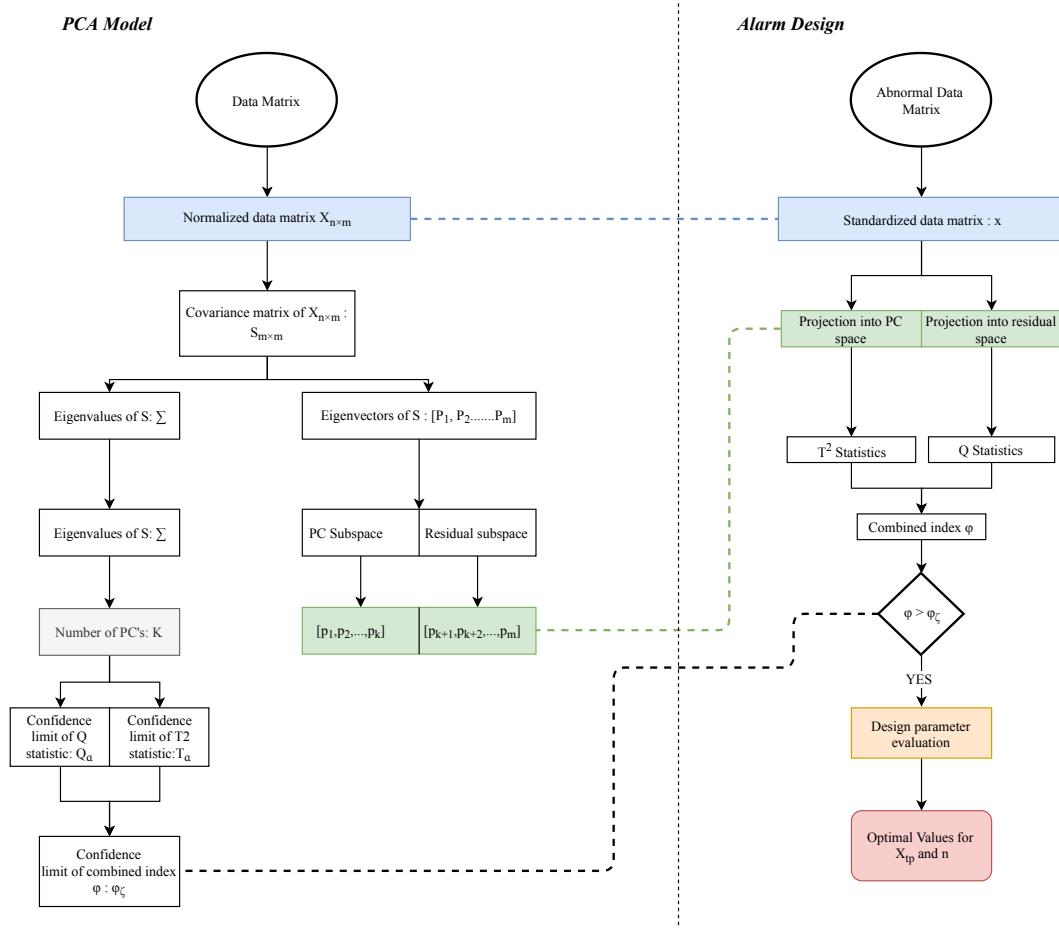 PCA Model
Data Matrix
Normalized data matrix Xn×m
Covariance matrix of Xn×m :
Sm×m
Eigenvalues of S: ∑
Eigenvectors of S : [P1, P2.......Pm]
Eigenvalues of S: ∑
PC Subspace
Residual subspace
Number of PC's: K
[p1,p2,...,pk]
[pk+1,pk+2,...,pm]
Confidence
limit of Q
statistic: Qα
Confidence
limit of T2
statistic:Tα
Confidence
limit of combined index
φ : φζ
Alarm Design
Abnormal Data
Matrix
Standardized data matrix : x
Projection into PC
space
Projection into residual
space
T2 Statistics
Q Statistics
Combined index φ
φ > φζ
YES
Design parameter
evaluation
Optimal Values for
Xtp and n